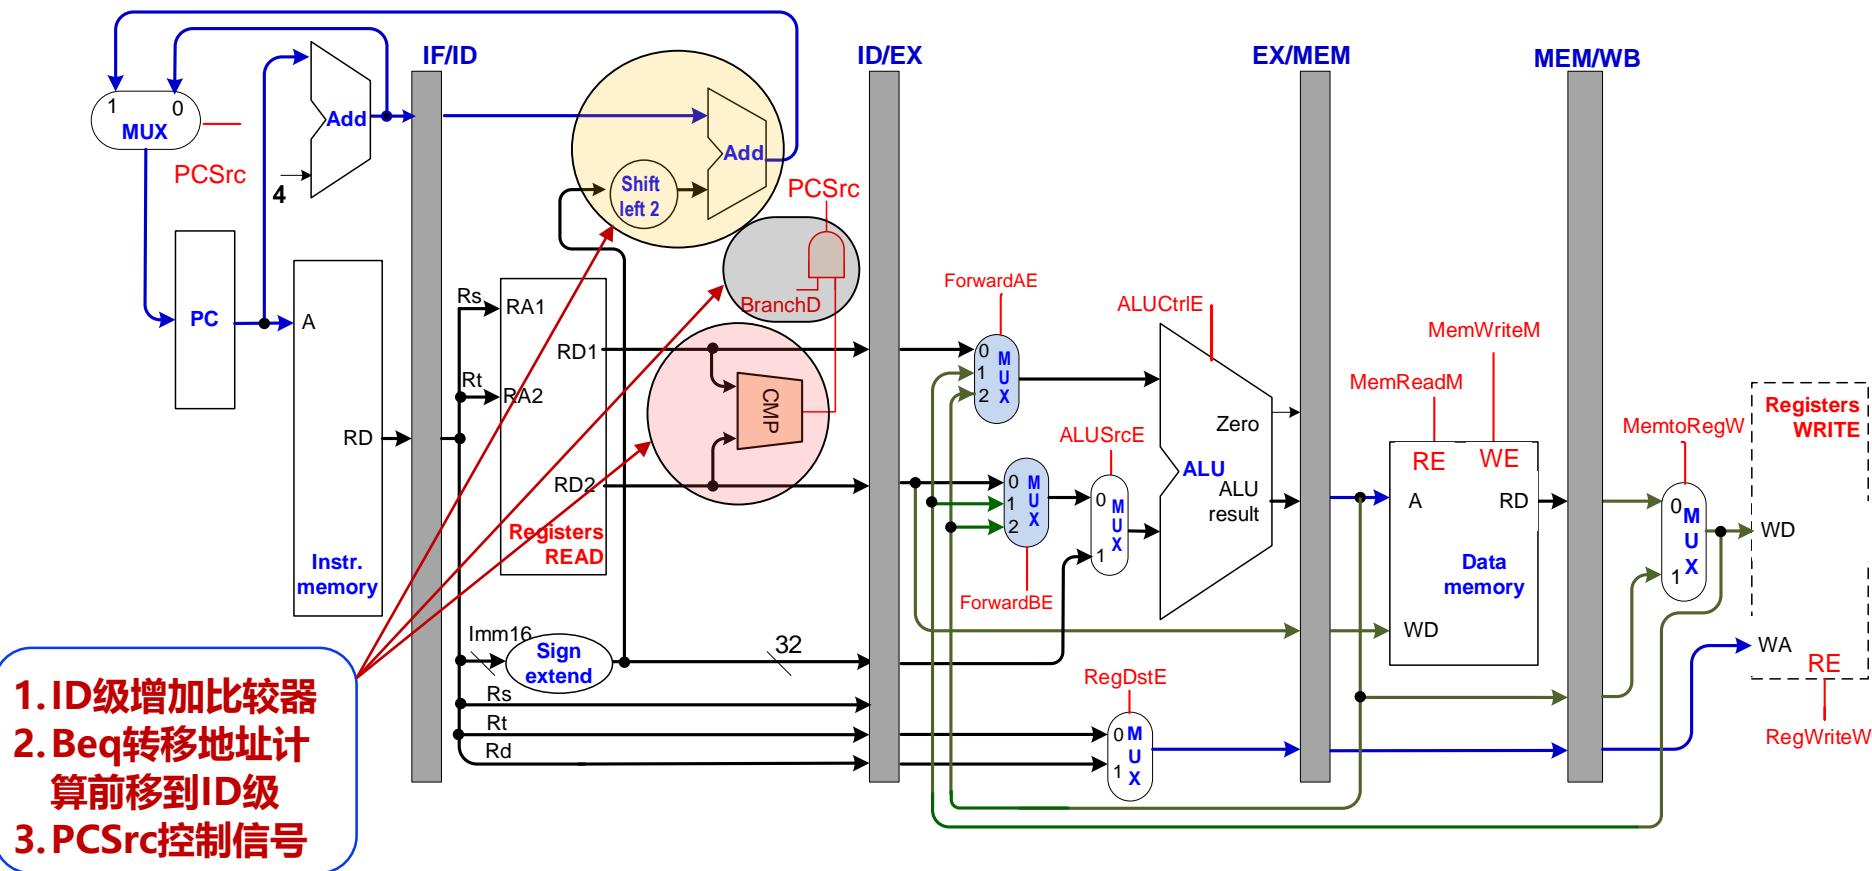 IF/ID
ID/EX
EX/MEM
MEM/WB
1
0
MUX
PCSrc
Add
4
Shift
left 2
Add
PCSrc
BranchD
PC
A
RD
Instr.
memory
Rs
RA1
RD1
Rt
RA2
RD2
Registers
READ
CMP
Imm16
Sign
extend
32
Rs
Rt
Rd
ForwardAE
0
1
2
M
U
X
ForwardBE
0
1
2
M
U
X
ALUSrcE
0
1
M
U
X
ALUCtrlE
Zero
ALU
ALU
result
RegDstE
0
1
M
U
X
MemReadM
MemWriteM
RE
WE
A
RD
Data
memory
WD
MemtoRegW
0
1
M
U
X
Registers
WRITE
WD
WA
RE
RegWriteW
1.ID级增加比较器
2.Beq转移地址计
算前移到ID级
3.PCSrc控制信号